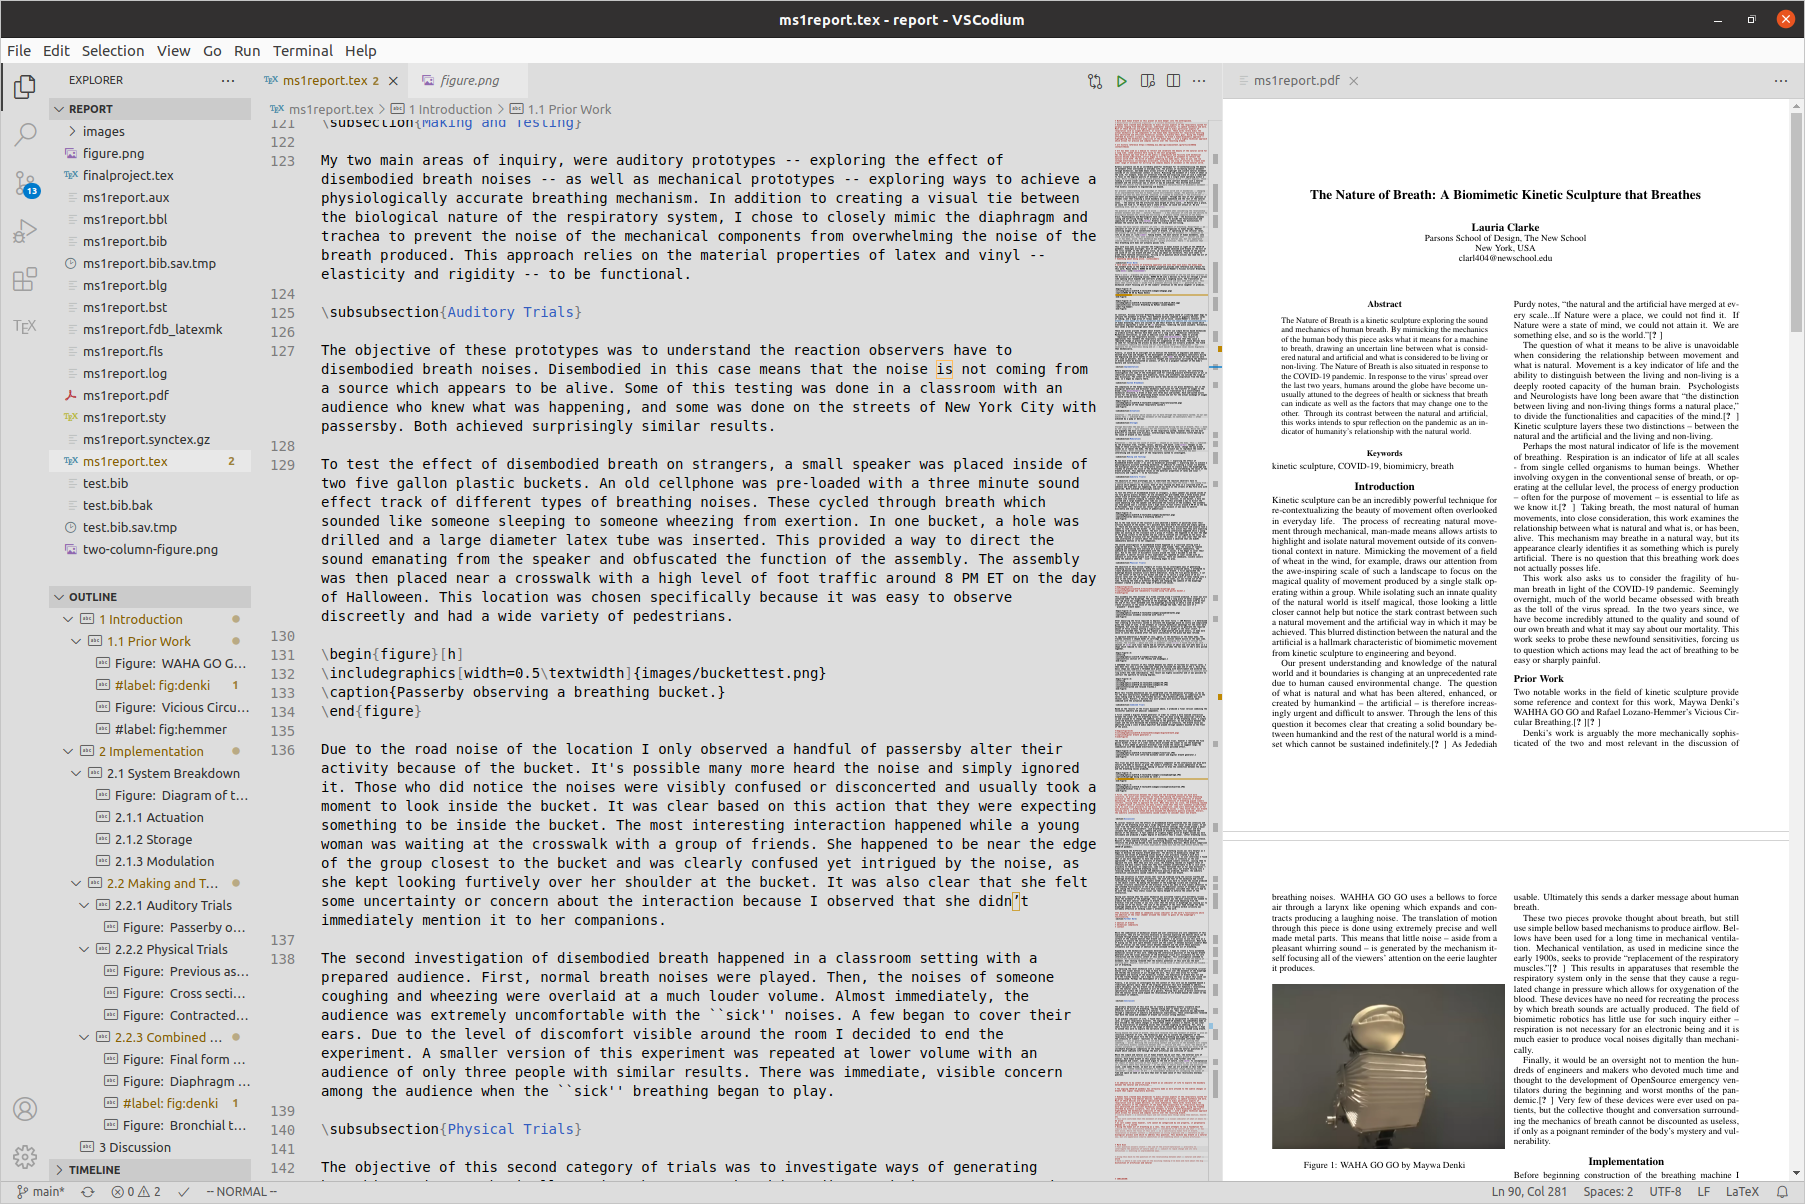 ms1report.tex - report - VSCodium
File Edit Selection View Go Run Terminal Help
EXPLORER
REPORT
images
figure.png
finalproject.tex
ms1report.aux
ms1report.bbl
ms1report.bib
ms1report.bib.sav.tmp
ms1report.blg
ms1report.bst
ms1report.fdb_latexmk
ms1report.fls
ms1report.log
ms1report.pdf
ms1report.sty
ms1report.synctex.gz
ms1report.tex 2
test.bib
test.bib.bak
test.bib.sav.tmp
two-column-figure.png
13
OUTLINE
1 Introduction
1.1 Prior Work
Figure: WAHA GO G...
#label: fig:denki 1
Figure: Vicious Circu...
#label: fig:hemmer
2 Implementation
2.1 System Breakdown
Figure: Diagram of t...
2.1.1 Actuation
2.1.2 Storage
2.1.3 Modulation
2.2 Making and T...
2.2.1 Auditory Trials
Figure: Passerby o...
2.2.2 Physical Trials
Figure: Previous as...
Figure: Cross secti...
Figure: Contracted...
2.2.3 Combined ...
Figure: Final form ...
Figure: Diaphragm ...
#label: fig:denki 1
Figure: Bronchial t...
3 Discussion
TIMELINE
ms1report.tex 2
figure.png
ms1report.tex > 1 Introduction > 1.1 Prior Work
121 \subsection{Making and Testing}
122
123 My two main areas of inquiry, were auditory prototypes -- exploring the effect of
disembodied breath noises -- as well as mechanical prototypes -- exploring ways to achieve a
physiologically accurate breathing mechanism. In addition to creating a visual tie between
the biological nature of the respiratory system, I chose to closely mimic the diaphragm and
trachea to prevent the noise of the mechanical components from overwhelming the noise of the
breath produced. This approach relies on the material properties of latex and vinyl --
elasticity and rigidity -- to be functional.
124
125 \subsubsection{Auditory Trials}
126
127 The objective of these prototypes was to understand the reaction observers have to
disembodied breath noises. Disembodied in this case means that the noise is not coming from
a source which appears to be alive. Some of this testing was done in a classroom with an
audience who knew what was happening, and some was done on the streets of New York City with
passersby. Both achieved surprisingly similar results.
128
129 To test the effect of disembodied breath on strangers, a small speaker was placed inside of
two five gallon plastic buckets. An old cellphone was pre-loaded with a three minute sound
effect track of different types of breathing noises. These cycled through breath which
sounded like someone sleeping to someone wheezing from exertion. In one bucket, a hole was
drilled and a large diameter latex tube was inserted. This provided a way to direct the
sound emanating from the speaker and obfuscated the function of the assembly. The assembly
was then placed near a crosswalk with a high level of foot traffic around 8 PM ET on the day
of Halloween. This location was chosen specifically because it was easy to observe
discreetly and had a wide variety of pedestrians.
130
131 \begin{figure}[h]
132 \includegraphics[width=0.5\textwidth]{images/buckettest.png}
133 \caption{Passerby observing a breathing bucket.}
134 \end{figure}
135
136 Due to the road noise of the location I only observed a handful of passersby alter their
activity because of the bucket. It's possible many more heard the noise and simply ignored
it. Those who did notice the noises were visibly confused or disconcerted and usually took a
moment to look inside the bucket. It was clear based on this action that they were expecting
something to be inside the bucket. The most interesting interaction happened while a young
woman was waiting at the crosswalk with a group of friends. She happened to be near the edge
of the group closest to the bucket and was clearly confused yet intrigued by the noise, as
she kept looking furtively over her shoulder at the bucket. It was also clear that she felt
some uncertainty or concern about the interaction because I observed that she didn’t
immediately mention it to her companions.
137
138 The second investigation of disembodied breath happened in a classroom setting with a
prepared audience. First, normal breath noises were played. Then, the noises of someone
coughing and wheezing were overlaid at a much louder volume. Almost immediately, the
audience was extremely uncomfortable with the ``sick'' noises. A few began to cover their
ears. Due to the level of discomfort visible around the room I decided to end the
experiment. A smaller version of this experiment was repeated at lower volume with an
audience of only three people with similar results. There was immediate, visible concern
among the audience when the ``sick'' breathing began to play.
139
140 \subsubsection{Physical Trials}
141
142 The objective of this second category of trials was to investigate ways of generating
ms1report.pdf
The Nature of Breath: A Biomimetic Kinetic Sculpture that Breathes
Lauria Clarke
Parsons School of Design, The New School
New York, USA
clarl404@newschool.edu
Abstract
The Nature of Breath is a kinetic sculpture exploring the sound
and mechanics of human breath. By mimicking the mechanics
of the human body this piece asks what it means for a machine
to breath, drawing an uncertain line between what is consid-
ered natural and artificial and what is considered to be living or
non-living. The Nature of Breath is also situated in response to
the COVID-19 pandemic. In response to the virus' spread over
the last two years, humans around the globe have become un-
usually attuned to the degrees of health or sickness that breath
can indicate as well as the factors that may change one to the
other. Through its contrast between the natural and artificial,
this works intends to spur reflection on the pandemic as an in-
dicator of humanity's relationship with the natural world.
Keywords
kinetic sculpture, COVID-19, biomimicry, breath
Introduction
Kinetic sculpture can be an incredibly powerful technique for
re-contextualizing the beauty of movement often overlooked
in everyday life. The process of recreating natural move-
ment through mechanical, man-made means allows artists to
highlight and isolate natural movement outside of its conven-
tional context in nature. Mimicking the movement of a field
of wheat in the wind, for example, draws our attention from
the awe-inspiring scale of such a landscape to focus on the
magical quality of movement produced by a single stalk op-
erating within a group. While isolating such an innate quality
of the natural world is itself magical, those looking a little
closer cannot help but notice the stark contrast between such
a natural movement and the artificial way in which it may be
achieved. This blurred distinction between the natural and the
artificial is a hallmark characteristic of biomimetic movement
from kinetic sculpture to engineering and beyond.
Our present understanding and knowledge of the natural
world and it boundaries is changing at an unprecedented rate
due to human caused environmental change. The question
of what is natural and what has been altered, enhanced, or
created by humankind – the artificial – is therefore increas-
ingly urgent and difficult to answer. Through the lens of this
question it becomes clear that creating a solid boundary be-
tween humankind and the rest of the natural world is a mind-
set which cannot be sustained indefinitely.[? ] As Jedediah
Purdy notes, “the natural and the artificial have merged at ev-
ery scale...If Nature were a place, we could not find it. If
Nature were a state of mind, we could not attain it. We are
something else, and so is the world.”[? ]
The question of what it means to be alive is unavoidable
when considering the relationship between movement and
what is natural. Movement is a key indicator of life and the
ability to distinguish between the living and non-living is a
deeply rooted capacity of the human brain. Psychologists
and Neurologists have long been aware that “the distinction
between living and non-living things forms a natural place,”
to divide the functionalities and capacities of the mind.[? ]
Kinetic sculpture layers these two distinctions – between the
natural and the artificial and the living and non-living.
Perhaps the most natural indicator of life is the movement
of breathing. Respiration is an indicator of life at all scales
- from single celled organisms to human beings. Whether
involving oxygen in the conventional sense of breath, or op-
erating at the cellular level, the process of energy production
– often for the purpose of movement – is essential to life as
we know it.[? ] Taking breath, the most natural of human
movements, into close consideration, this work examines the
relationship between what is natural and what is, or has been,
alive. This mechanism may breathe in a natural way, but its
appearance clearly identifies it as something which is purely
artificial. There is no question that this breathing work does
not actually posses life.
This work also asks us to consider the fragility of hu-
man breath in light of the COVID-19 pandemic. Seemingly
overnight, much of the world became obsessed with breath
as the toll of the virus spread. In the two years since, we
have become incredibly attuned to the quality and sound of
our own breath and what it may say about our mortality. This
work seeks to probe these newfound sensitivities, forcing us
to question which actions may lead the act of breathing to be
easy or sharply painful.
Prior Work
Two notable works in the field of kinetic sculpture provide
some reference and context for this work, Maywa Denki's
WAHHA GO GO and Rafael Lozano-Hemmer's Vicious Cir-
cular Breathing.[? ][? ]
Denki's work is arguably the more mechanically sophis-
ticated of the two and most relevant in the discussion of
breathing noises. WAHHA GO GO uses a bellows to force
air through a larynx like opening which expands and con-
tracts producing a laughing noise. The translation of motion
through this piece is done using extremely precise and well
made metal parts. This means that little noise – aside from a
pleasant whirring sound – is generated by the mechanism it-
self focusing all of the viewers' attention on the eerie laughter
it produces.
Figure 1: WAHA GO GO by Maywa Denki
usable. Ultimately this sends a darker message about human
breath.
These two pieces provoke thought about breath, but still
use simple bellow based mechanisms to produce airflow. Bel-
lows have been used for a long time in mechanical ventila-
tion. Mechanical ventilation, as used in medicine since the
early 1900s, seeks to provide “replacement of the respiratory
muscles.”[? ] This results in apparatuses that resemble the
respiratory system only in the sense that they cause a regu-
lated change in pressure which allows for oxygenation of the
blood. These devices have no need for recreating the process
by which breath sounds are actually produced. The field of
biomimetic robotics has little use for such inquiry either –
respiration is not necessary for an electronic being and it is
much easier to produce vocal noises digitally than mechani-
cally.
Finally, it would be an oversight not to mention the hun-
dreds of engineers and makers who devoted much time and
thought to the development of OpenSource emergency ven-
tilators during the beginning and worst months of the pan-
demic.[? ] Very few of these devices were ever used on pa-
tients, but the collective thought and conversation surround-
ing the mechanics of breath cannot be discounted as useless,
if only as a poignant reminder of the body's mystery and vul-
nerability.
Implementation
Before beginning construction of the breathing machine I
main* 0 2 -- NORMAL -- Ln 90, Col 281 Spaces: 2 UTF-8 LF LaTeX